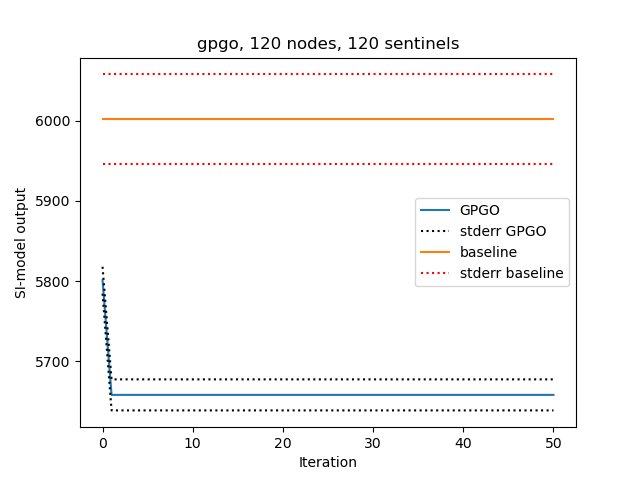 gpgo, 120 nodes, 120 sentinels
SI-model output
6000
5900
5800
5700
GPGO
stderr GPGO
baseline
stderr baseline
0 10 20 30 40 50
Iteration